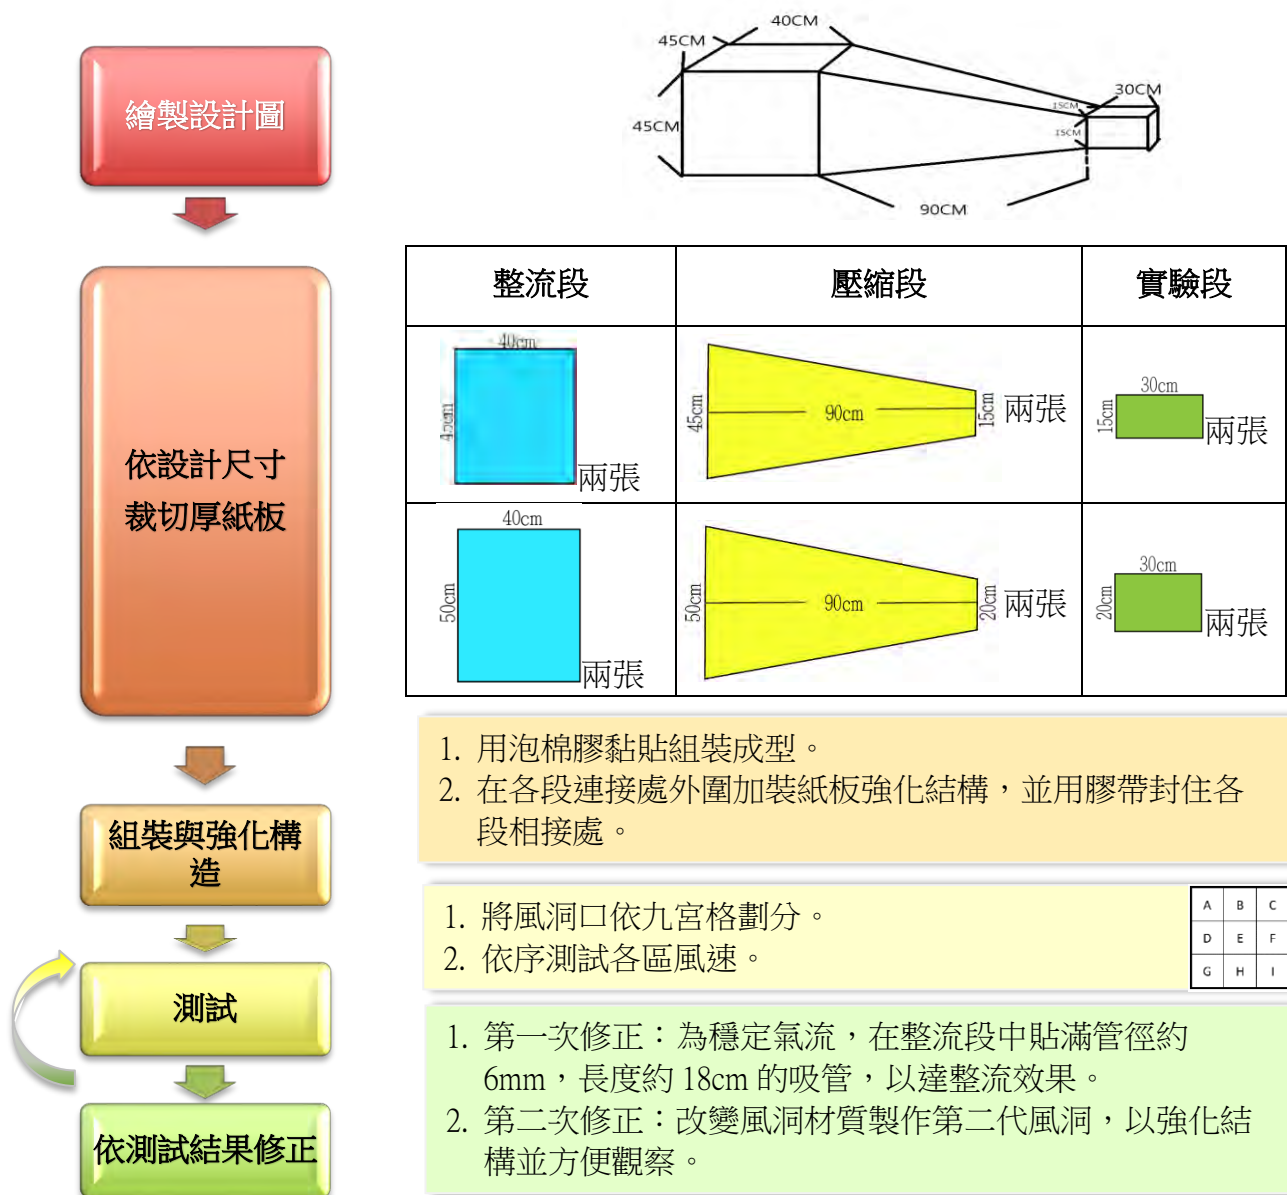 繪製設計圖
40CM
45CM
45CM
30CM
15CM
15CM
90CM
依設計尺寸
裁切厚紙板
整流段
壓縮段
實驗段
40cm
45cm
兩張
45cm
90cm
15cm
兩張
30cm
15cm
兩張
40cm
50cm
兩張
50cm
90cm
20cm
兩張
30cm
20cm
兩張
組裝與強化構
造
1. 用泡棉膠黏貼組裝成型。
2. 在各段連接處外圍加裝紙板強化結構,並用膠帶封住各
段相接處。
測試
1. 將風洞口依九宮格劃分。
2. 依序測試各區風速。
A B C
D E F
G H I
依測試結果修正
1. 第一次修正:為穩定氣流,在整流段中貼滿管徑約
6mm,長度約 18cm 的吸管,以達整流效果。
2. 第二次修正:改變風洞材質製作第二代風洞,以強化結
構並方便觀察。